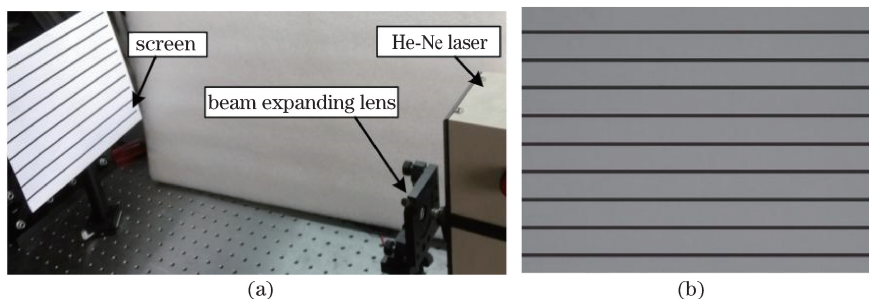 screen
He-Ne laser
beam expanding lens
(a)
(b)